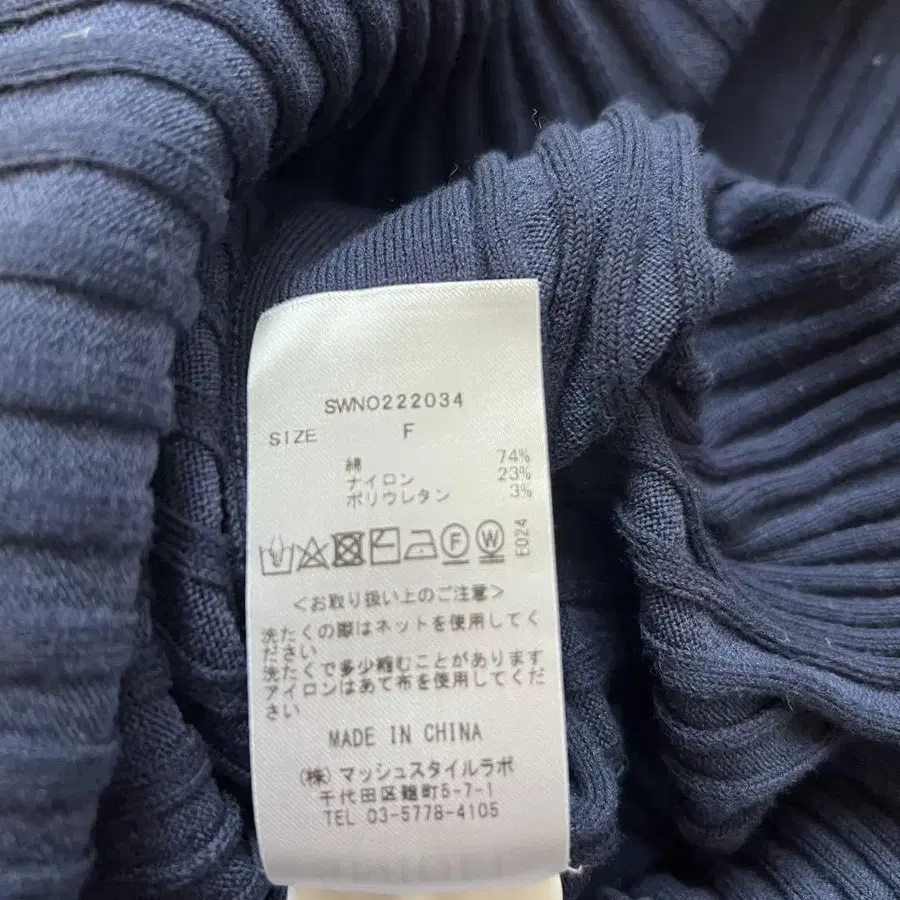 SWNO222034
SIZE F
綿 74%
ナイロン 23%
ポリウレタン 3%
F W E024
<お取り扱い上のご注意>
洗たくの際はネットを使用してく
ださい
洗たくで多少縮むことがあります
アイロンはあて布を使用してくだ
さい
MADE IN CHINA
(株)マッシュスタイルラボ
千代田区麹町5-7-1
TEL 03-5778-4105